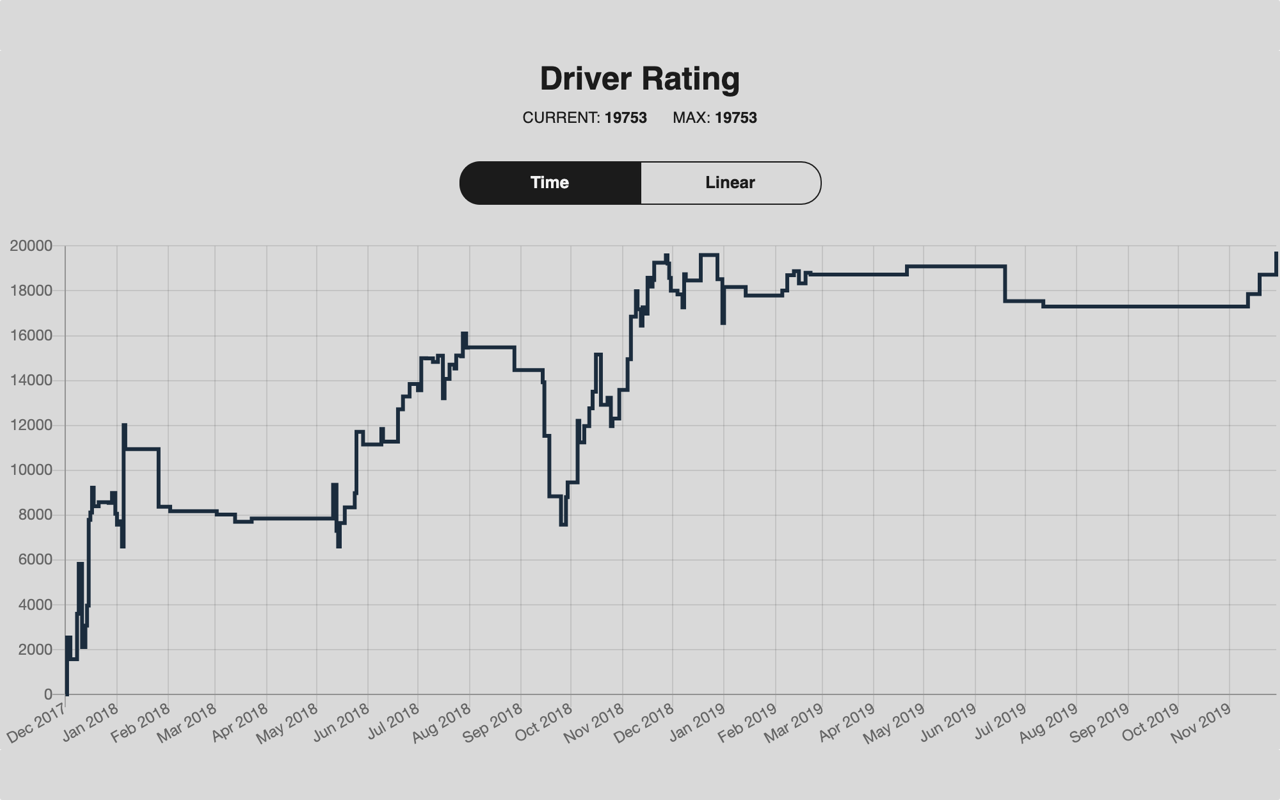 Driver Rating
CURRENT: 19753 MAX: 19753
Time Linear
20000
18000
16000
14000
12000
10000
8000
6000
4000
2000
0
Dec 2017 Jan 2018 Feb 2018 Mar 2018 Apr 2018 May 2018 Jun 2018 Jul 2018 Aug 2018 Sep 2018 Oct 2018 Nov 2018 Dec 2018 Jan 2019 Feb 2019 Mar 2019 Apr 2019 May 2019 Jun 2019 Jul 2019 Aug 2019 Sep 2019 Oct 2019 Nov 2019